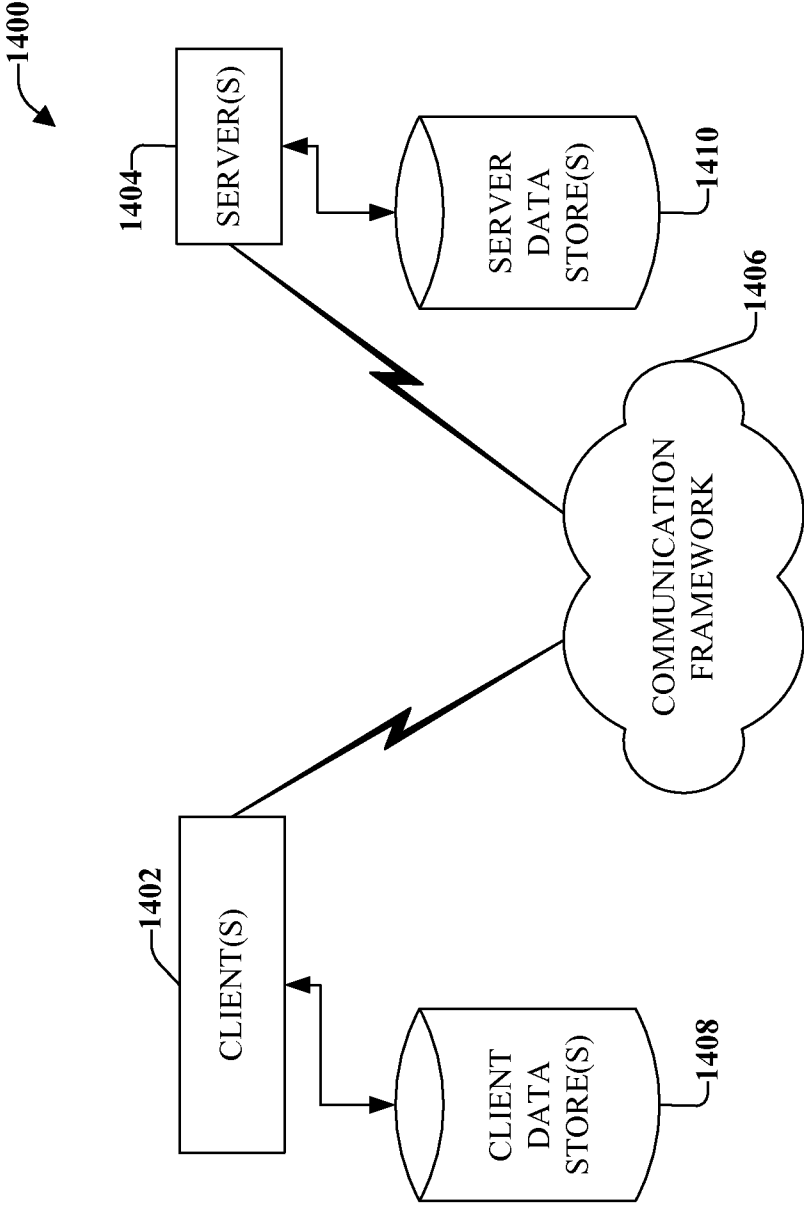 1400
1402
CLIENT(S)
1404
SERVER(S)
CLIENT
DATA
STORE(S)
1408
COMMUNICATION
FRAMEWORK
1406
SERVER
DATA
STORE(S)
1410